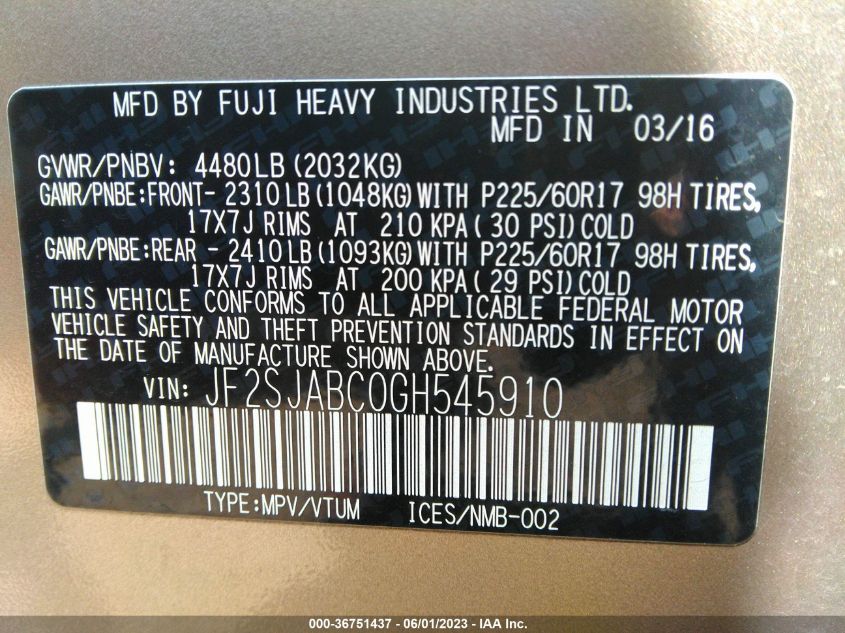 MFD BY FUJI HEAVY INDUSTRIES LTD.
MFD IN 03/16
GVWR/PNBV: 4480LB (2032KG)
GAWR/PNBE:FRONT- 2310 LB (1048KG) WITH P225/60R17 98H TIRES,
17X7J RIMS AT 210 KPA ( 30 PSI) COLD
GAWR/PNBE:REAR - 2410 LB (1093KG) WITH P225/60R17 98H TIRES,
17X7J RIMS AT 200 KPA ( 29 PSI) COLD
THIS VEHICLE CONFORMS TO ALL APPLICABLE FEDERAL MOTOR
VEHICLE SAFETY AND THEFT PREVENTION STANDARDS IN EFFECT ON
THE DATE OF MANUFACTURE SHOWN ABOVE.
VIN: JF2SJABC0GH545910
TYPE:MPV/VTUM ICES/NMB-002
000-36751437 - 06/01/2023 - IAA Inc.